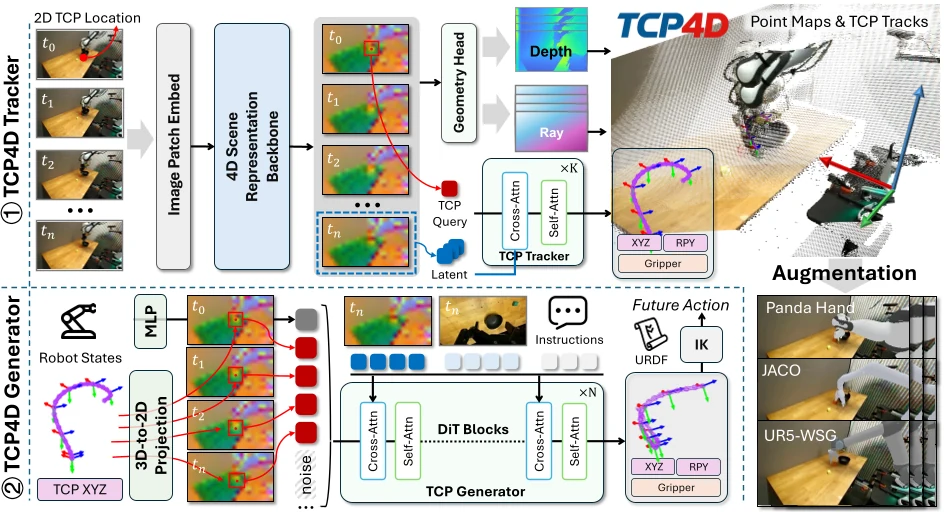 ① TCP4D Tracker
2D TCP Location
t₀
t₁
t₂
•••
tₙ
Image Patch Embed
4D Scene
Representation
Backbone
t₀
t₁
t₂
•••
tₙ
Geometry Head
Depth
Ray
TCP
Query
Latent
×K
Cross-Attn
Self-Attn
TCP Tracker
XYZ
RPY
Gripper
TCP4D
Point Maps & TCP Tracks
Augmentation
Panda Hand
JACO
UR5-WSG
② TCP4D Generator
Robot States
TCP XYZ
MLP
3D-to-2D
Projection
t₀
t₁
t₂
tₙ
noise
•••
tₙ
tₙ
Instructions
×N
Cross-Attn
Self-Attn
DiT Blocks
Cross-Attn
Self-Attn
TCP Generator
Future Action
URDF
IK
XYZ
RPY
Gripper